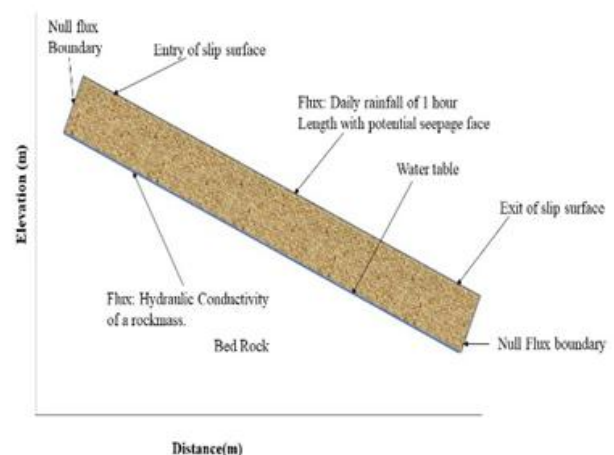 Null flux
Boundary
Entry of slip surface
Flux: Daily rainfall of 1 hour
Length with potential seepage face
Water table
Exit of slip surface
Elevation (m)
Flux: Hydraulic Conductivity
of a rockmass.
Bed Rock
Null Flux boundary
Distance(m)